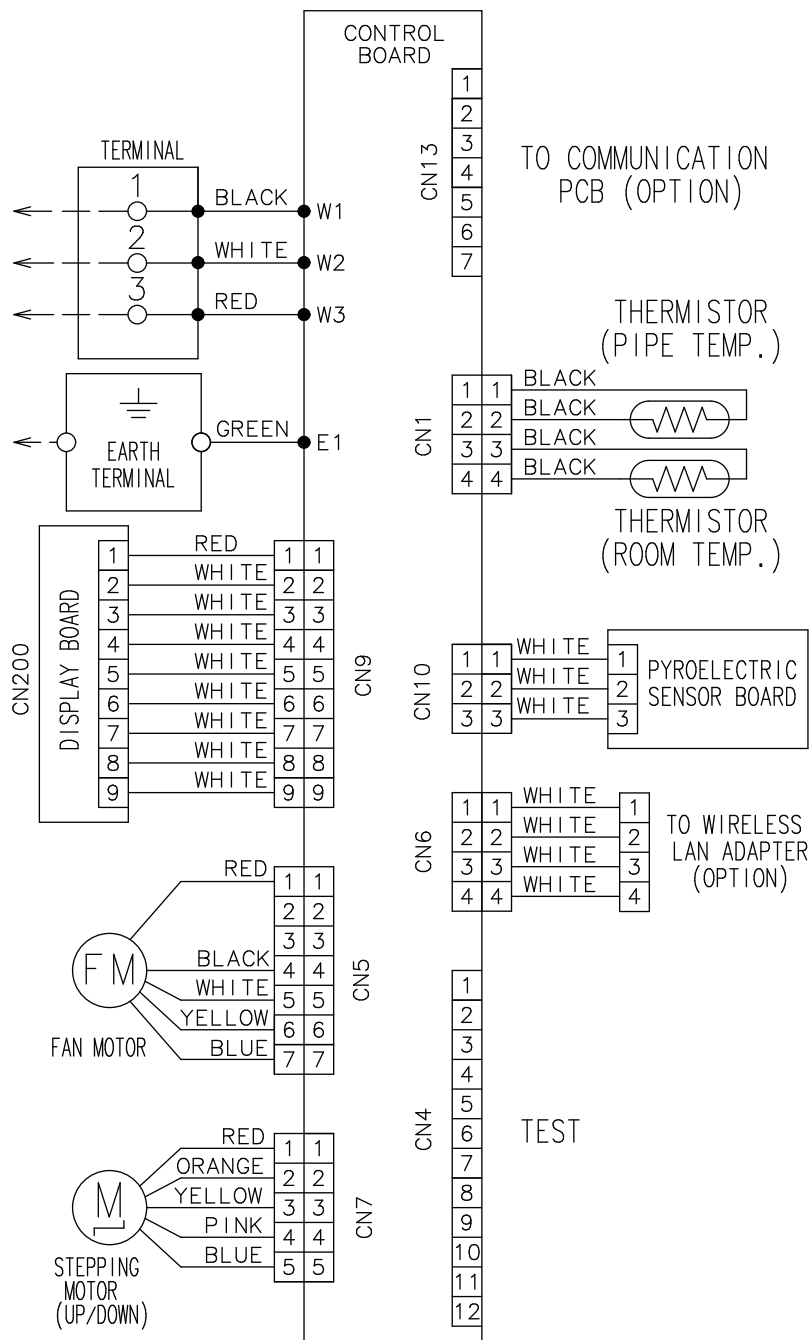 CONTROL
BOARD
1
2
3
4
5
6
7
CN13
TO COMMUNICATION
PCB (OPTION)
TERMINAL
1 BLACK W1
2 WHITE W2
3 RED W3
EARTH
TERMINAL
GREEN E1
THERMISTOR
(PIPE TEMP.)
CN1
1 1 BLACK
2 2 BLACK
3 3 BLACK
4 4 BLACK
THERMISTOR
(ROOM TEMP.)
CN200
DISPLAY BOARD
1 RED 1 1
2 WHITE 2 2
3 WHITE 3 3
4 WHITE 4 4
5 WHITE 5 5
6 WHITE 6 6
7 WHITE 7 7
8 WHITE 8 8
9 WHITE 9 9
CN9
CN10
1 1 WHITE 1
2 2 WHITE 2
3 3 WHITE 3
PYROELECTRIC
SENSOR BOARD
CN6
1 1 WHITE 1
2 2 WHITE 2
3 3 WHITE 3
4 4 WHITE 4
TO WIRELESS
LAN ADAPTER
(OPTION)
FM
FAN MOTOR
RED 1 1
2 2
3 3
BLACK 4 4
WHITE 5 5
YELLOW 6 6
BLUE 7 7
CN5
CN4
1
2
3
4
5
6
7
8
9
10
11
12
TEST
M
STEPPING
MOTOR
(UP/DOWN)
RED 1 1
ORANGE 2 2
YELLOW 3 3
PINK 4 4
BLUE 5 5
CN7